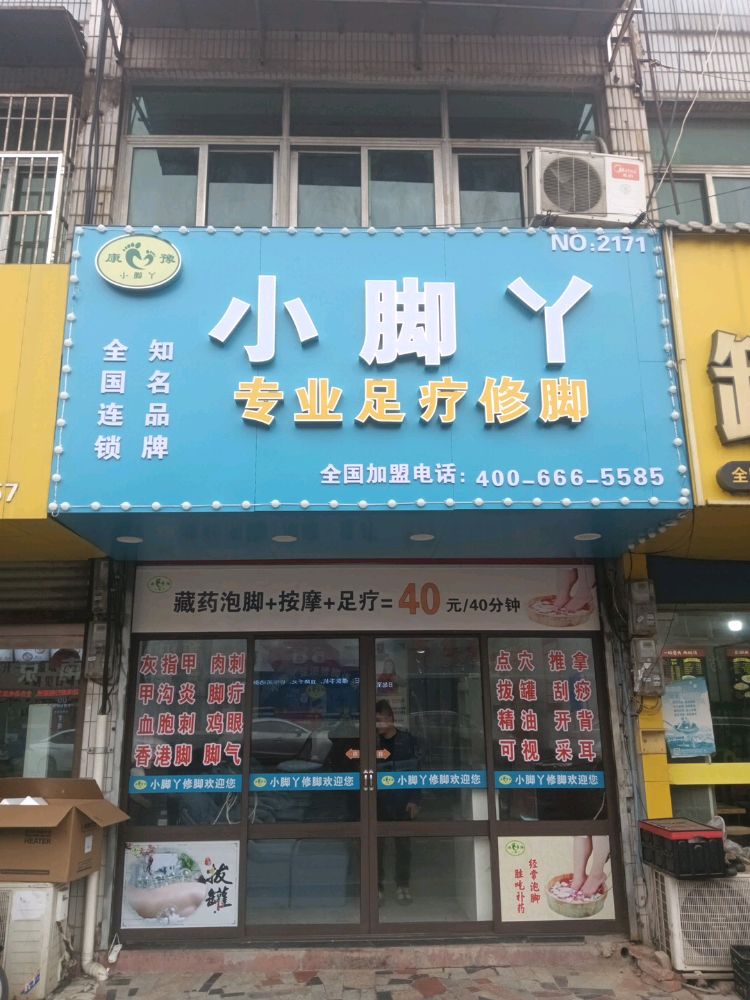 NO:2171
康 豫
小脚丫
小脚丫
专业足疗修脚
知名品牌
全国连锁
全国加盟电话：400-666-5585
藏药泡脚+按摩+足疗=40元/40分钟
灰指甲 肉刺
甲沟炎 脚疔
血胞刺 鸡眼
香港脚 脚气
点穴 推拿
拔罐 刮痧
精油 开背
可视 采耳
小脚丫修脚欢迎您
小脚丫修脚欢迎您
小脚丫修脚欢迎您
小脚丫修脚欢迎您
拔罐
经常泡脚
胜吃补药
HEATER
57
全